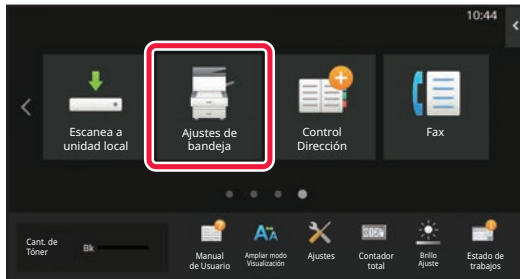 10:44
Escanea a
unidad local
Ajustes de
bandeja
Control
Dirección
Fax
Cant. de
Tóner
Bk
Manual
de Usuario
Ampliar modo
Visualización
Ajustes
Contador
total
Brillo
Ajuste
Estado de
trabajos